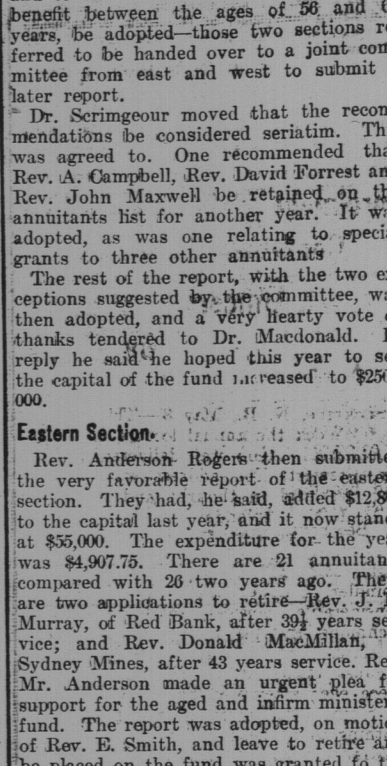 benefit between the ages of 56 and
years, be adopted—those two sections
ferred to be handed over to a joint com
mittee from east and west to submit
later report.
Dr. Scrimgeour moved that the recom
mendations be considered seriatim. Th
was agreed to. One recommended tha
Rev. A. Campbell, Rev. David Forrest an
Rev. John Maxwell be retained on th
annuitants list for another year. It wa
adopted, as was one relating to specia
grants to three other annuitants
The rest of the report, with the two ex
ceptions suggested by the committee, wa
then adopted, and a very hearty vote
thanks tendered to Dr. Macdonald.
reply he said he hoped this year to se
the capital of the fund increased to $250
000.
Eastern Section.
Rev. Anderson Rogers then submitte
the very favorable report of the easte
section. They had, he said, added $12,8
to the capital last year, and it now stan
at $55,000. The expenditure for the yea
was $4,907.75. There are 21 annuitan
compared with 26 two years ago. The
are two applications to retire—Rev. J.
Murray, of Red Bank, after 39½ years se
vice; and Rev. Donald MacMillan,
Sydney Mines, after 43 years service. Re
Mr. Anderson made an urgent plea f
support for the aged and infirm minister
fund. The report was adopted, on motio
of Rev. E. Smith, and leave to retire an
be placed on the fund was granted to